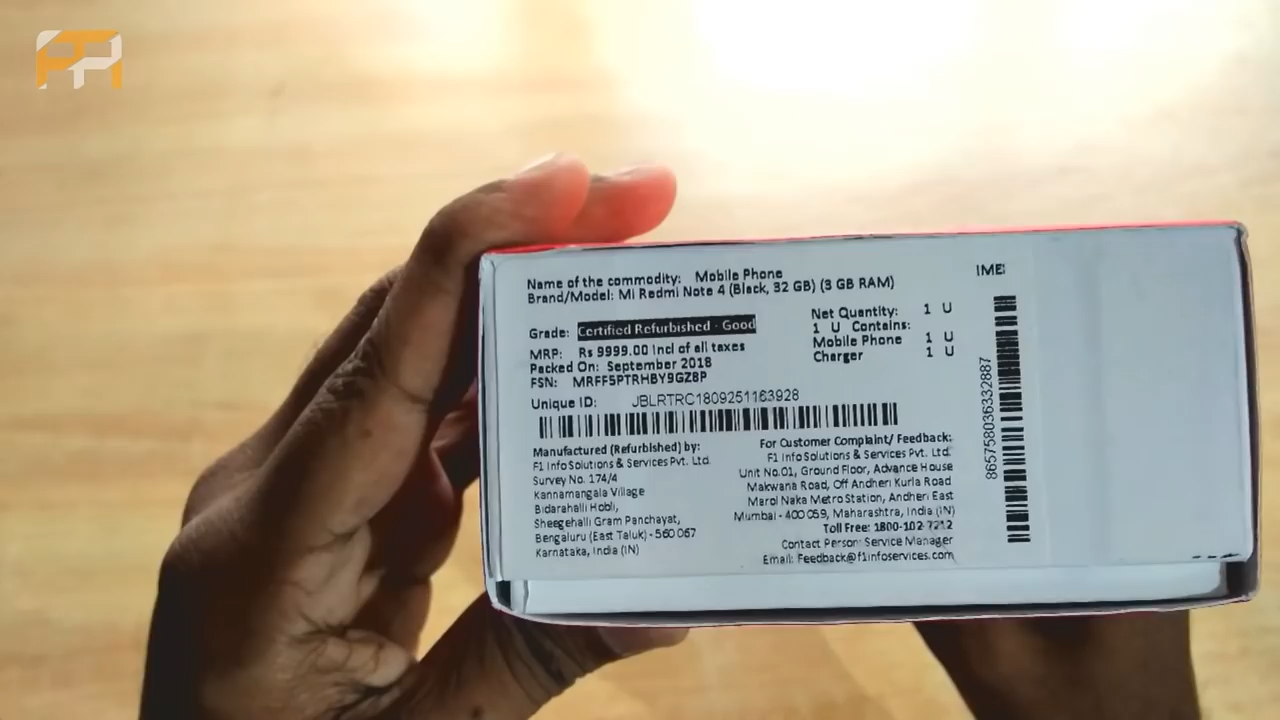 Name of the commodity: Mobile Phone
Brand/Model: Mi Redmi Note 4 (Black, 32 GB) (3 GB RAM)
Grade: Certified Refurbished - Good
MRP: Rs 9999.00 Incl of all taxes
Packed On: September 2018
FSN: MRFF5PTRHBY9GZ8P
Unique ID: JBLRTRC1809251163928
Net Quantity: 1 U
1 U Contains:
Mobile Phone 1 U
Charger 1 U
IMEI
865758036332887
Manufactured (Refurbished) by:
F1 Info Solutions & Services Pvt. Ltd.
Survey No. 174/4
Kannamangala Village
Bidarahalli Hobli,
Sheegehalli Gram Panchayat,
Bengaluru (East Taluk) - 560 067
Karnataka, India (IN)
For Customer Complaint/ Feedback:
F1 Info Solutions & Services Pvt. Ltd.
Unit No.01, Ground Floor, Advance House
Makwana Road, Off Andheri Kurla Road
Marol Naka Metro Station, Andheri East
Mumbai - 400 059, Maharashtra, India (IN)
Toll Free: 1800-102-7212
Contact Person: Service Manager
Email: Feedback@f1infoservices.com